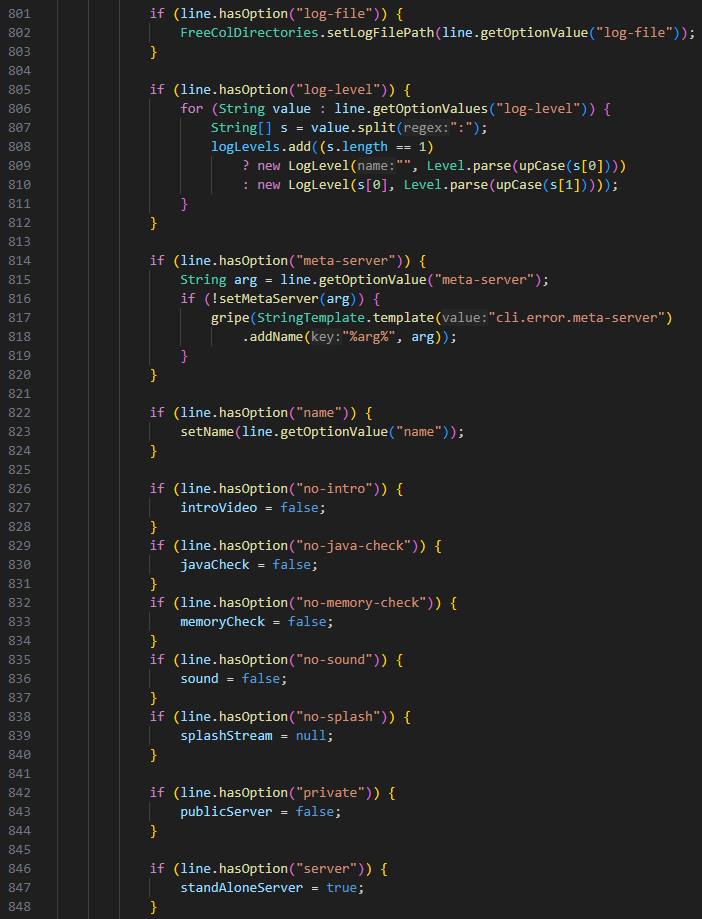 801 if (line.hasOption("log-file")) {
802 FreeColDirectories.setLogFilePath(line.getOptionValue("log-file"));
803 }
804
805 if (line.hasOption("log-level")) {
806 for (String value : line.getOptionValues("log-level")) {
807 String[] s = value.split(regex:":");
808 logLevels.add((s.length == 1)
809 ? new LogLevel(name:"", Level.parse(upCase(s[0])))
810 : new LogLevel(s[0], Level.parse(upCase(s[1]))));
811 }
812 }
813
814 if (line.hasOption("meta-server")) {
815 String arg = line.getOptionValue("meta-server");
816 if (!setMetaServer(arg)) {
817 gripe(StringTemplate.template(value:"cli.error.meta-server")
818 .addName(key:"%arg%", arg));
819 }
820 }
821
822 if (line.hasOption("name")) {
823 setName(line.getOptionValue("name"));
824 }
825
826 if (line.hasOption("no-intro")) {
827 introVideo = false;
828 }
829 if (line.hasOption("no-java-check")) {
830 javaCheck = false;
831 }
832 if (line.hasOption("no-memory-check")) {
833 memoryCheck = false;
834 }
835 if (line.hasOption("no-sound")) {
836 sound = false;
837 }
838 if (line.hasOption("no-splash")) {
839 splashStream = null;
840 }
841
842 if (line.hasOption("private")) {
843 publicServer = false;
844 }
845
846 if (line.hasOption("server")) {
847 standAloneServer = true;
848 }